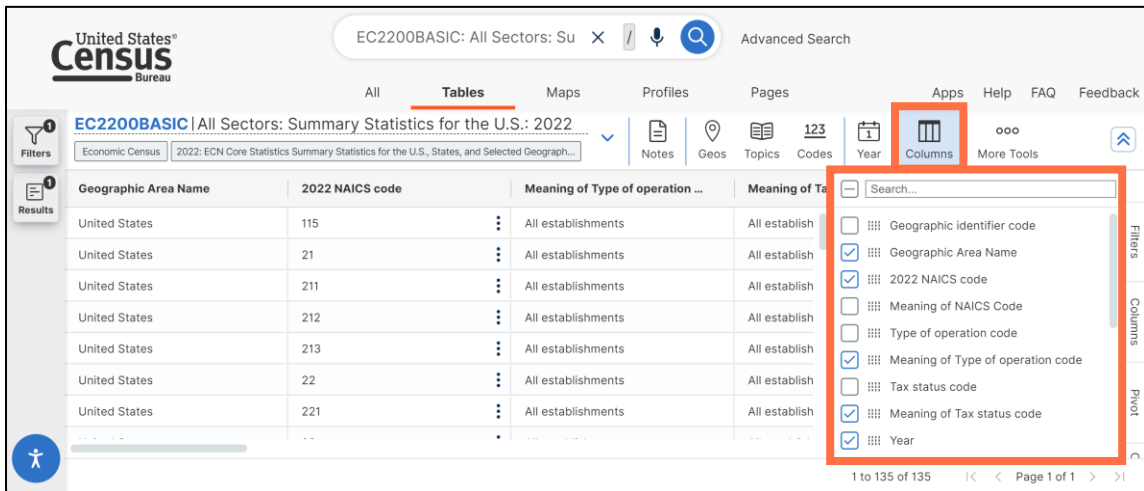 United States®
Census
Bureau
EC2200BASIC: All Sectors: Su
/
Advanced Search
All Tables Maps Profiles Pages
Apps Help FAQ Feedback
1
Filters
EC2200BASIC | All Sectors: Summary Statistics for the U.S.: 2022
Economic Census 2022: ECN Core Statistics Summary Statistics for the U.S., States, and Selected Geograph...
Notes Geos Topics 123 Codes 1 Year Columns More Tools
0
Results
Geographic Area Name 2022 NAICS code Meaning of Type of operation ... Meaning of Ta
United States 115 All establishments All establish
United States 21 All establishments All establish
United States 211 All establishments All establish
United States 212 All establishments All establish
United States 213 All establishments All establish
United States 22 All establishments All establish
United States 221 All establishments All establish
Search...
Geographic identifier code
Geographic Area Name
2022 NAICS code
Meaning of NAICS Code
Type of operation code
Meaning of Type of operation code
Tax status code
Meaning of Tax status code
Year
Filters
Columns
Pivot
1 to 135 of 135 Page 1 of 1